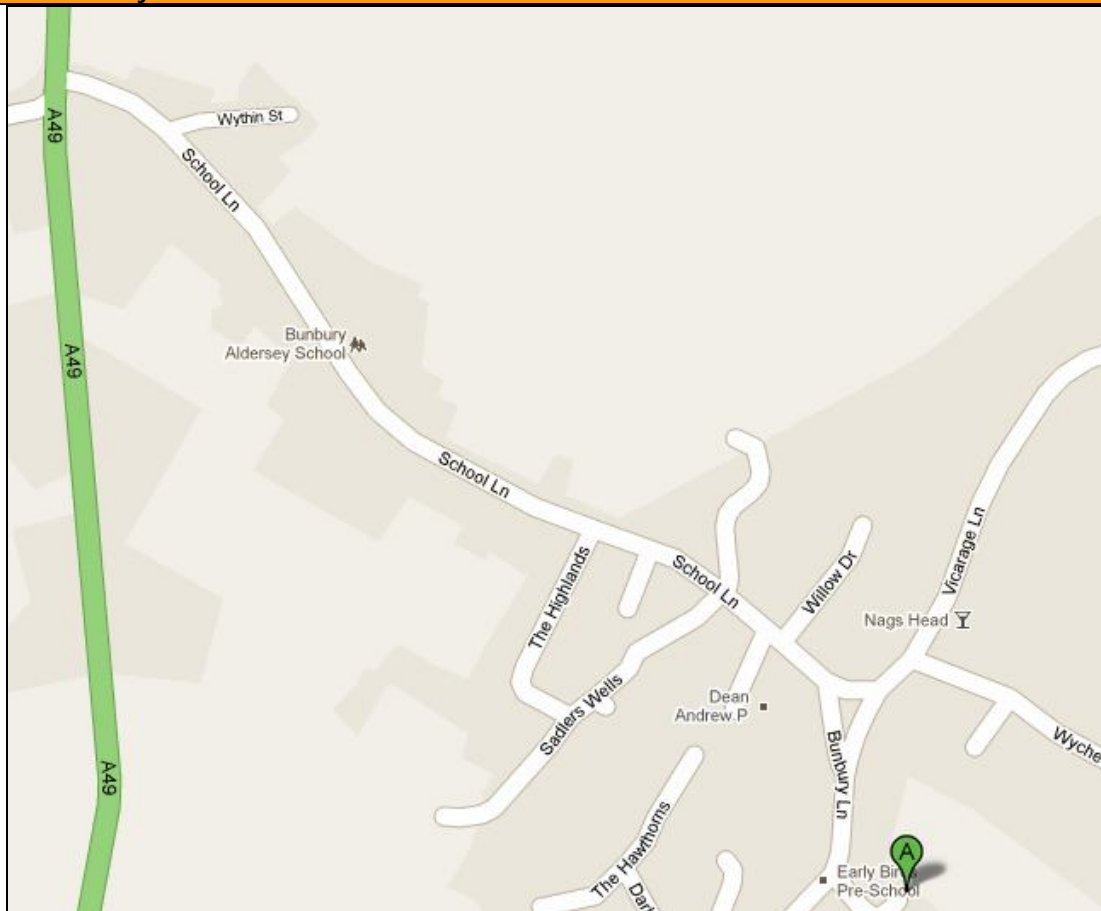 A49
Wythin St
School Ln
Bunbury
Aldersey School
A49
School Ln
School Ln
The Highlands
Willow Dr
Vicarage Ln
Nags Head
Sadlers Wells
Dean
Andrew P
Bunbury Ln
A49
The Hawthorns
A
Early
Pre-School